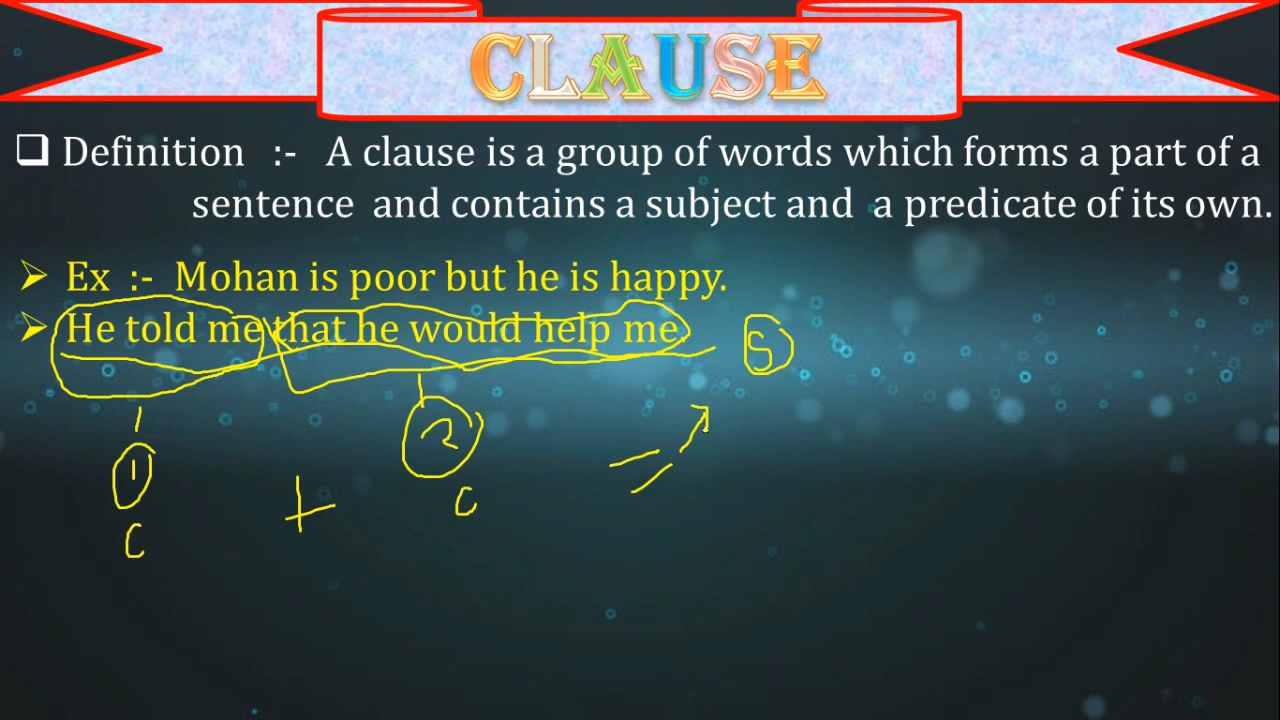 CLAUSE
Definition :- A clause is a group of words which forms a part of a
sentence and contains a subject and a predicate of its own.
Ex :- Mohan is poor but he is happy.
He told me that he would help me.
S
1 + 2 =
C C